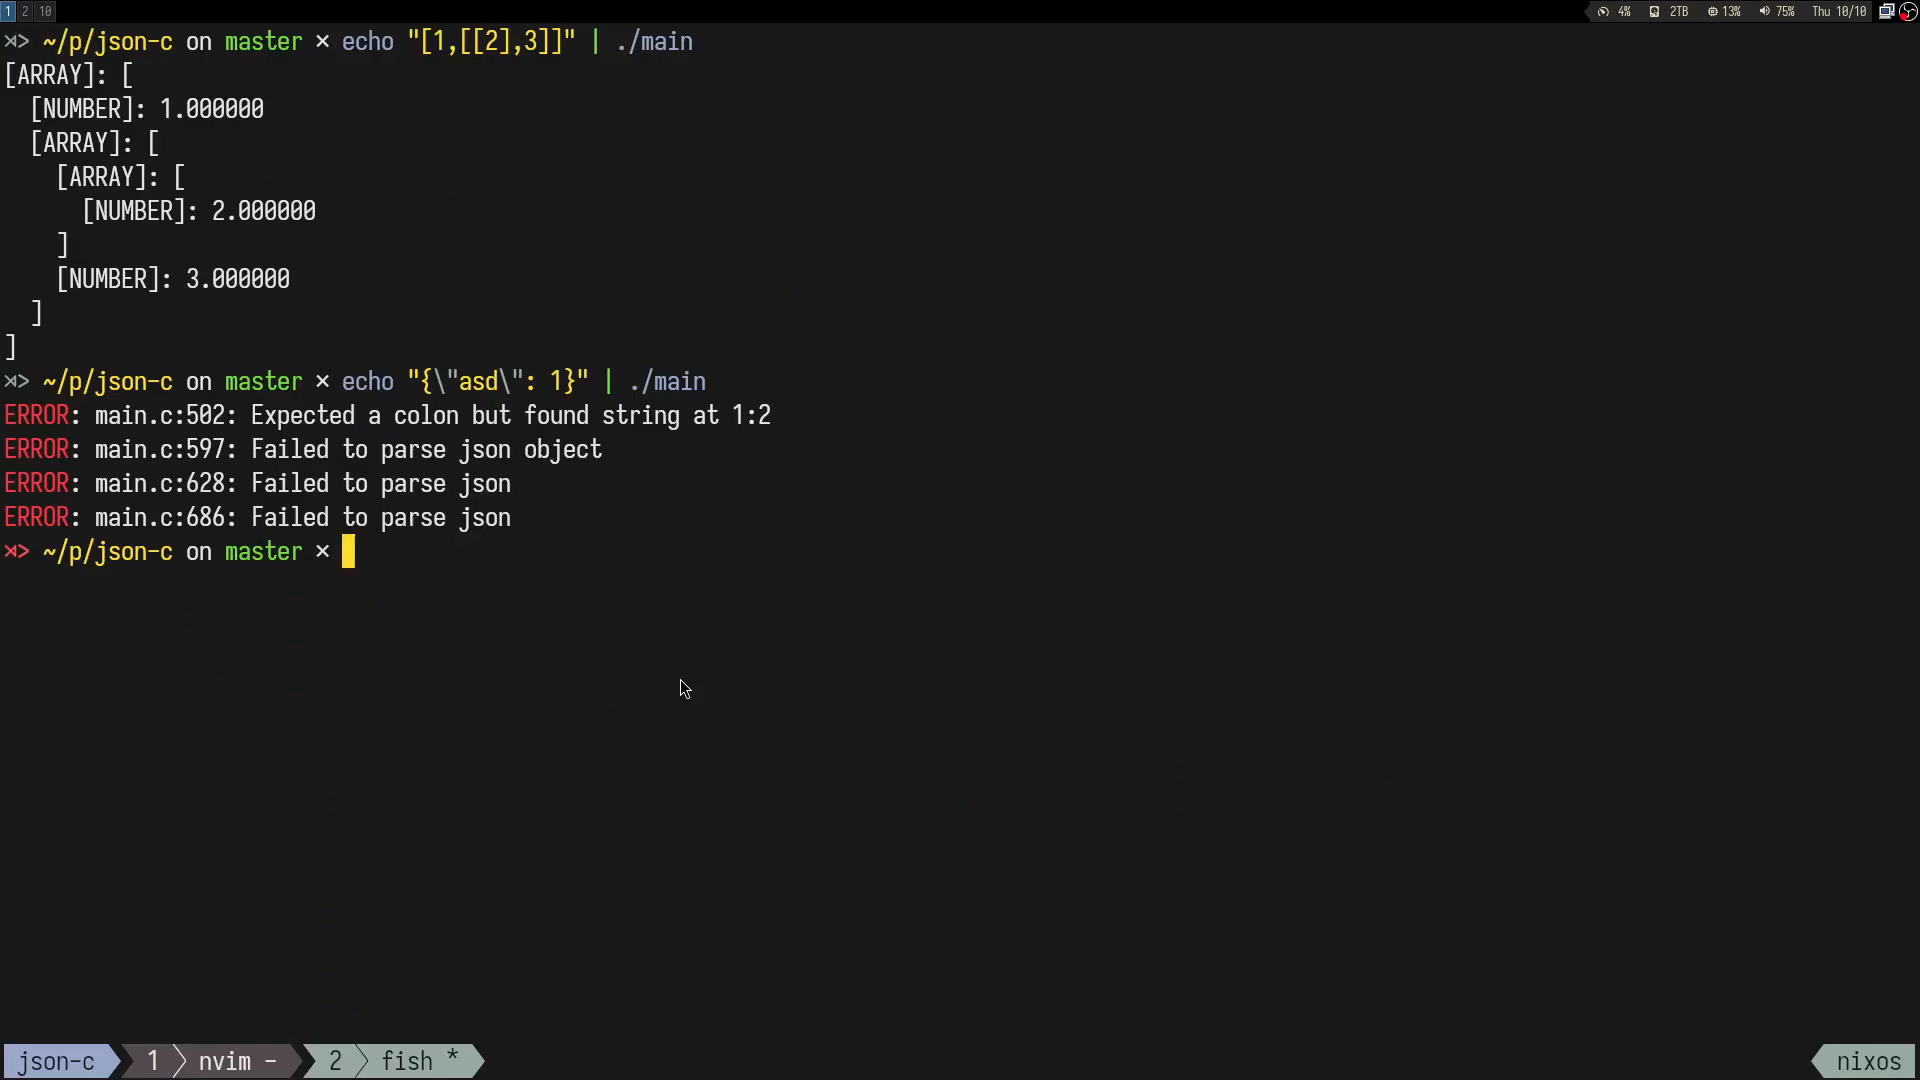 1 2 10 4% 2TB 13% 75% Thu 10/10
⋊> ~/p/json-c on master × echo "[1,[[2],3]]" | ./main
[ARRAY]: [
  [NUMBER]: 1.000000
  [ARRAY]: [
    [ARRAY]: [
      [NUMBER]: 2.000000
    ]
    [NUMBER]: 3.000000
  ]
]
⋊> ~/p/json-c on master × echo "{\"asd\": 1}" | ./main
ERROR: main.c:502: Expected a colon but found string at 1:2
ERROR: main.c:597: Failed to parse json object
ERROR: main.c:628: Failed to parse json
ERROR: main.c:686: Failed to parse json
⋊> ~/p/json-c on master ×
json-c 1 nvim - 2 fish * nixos